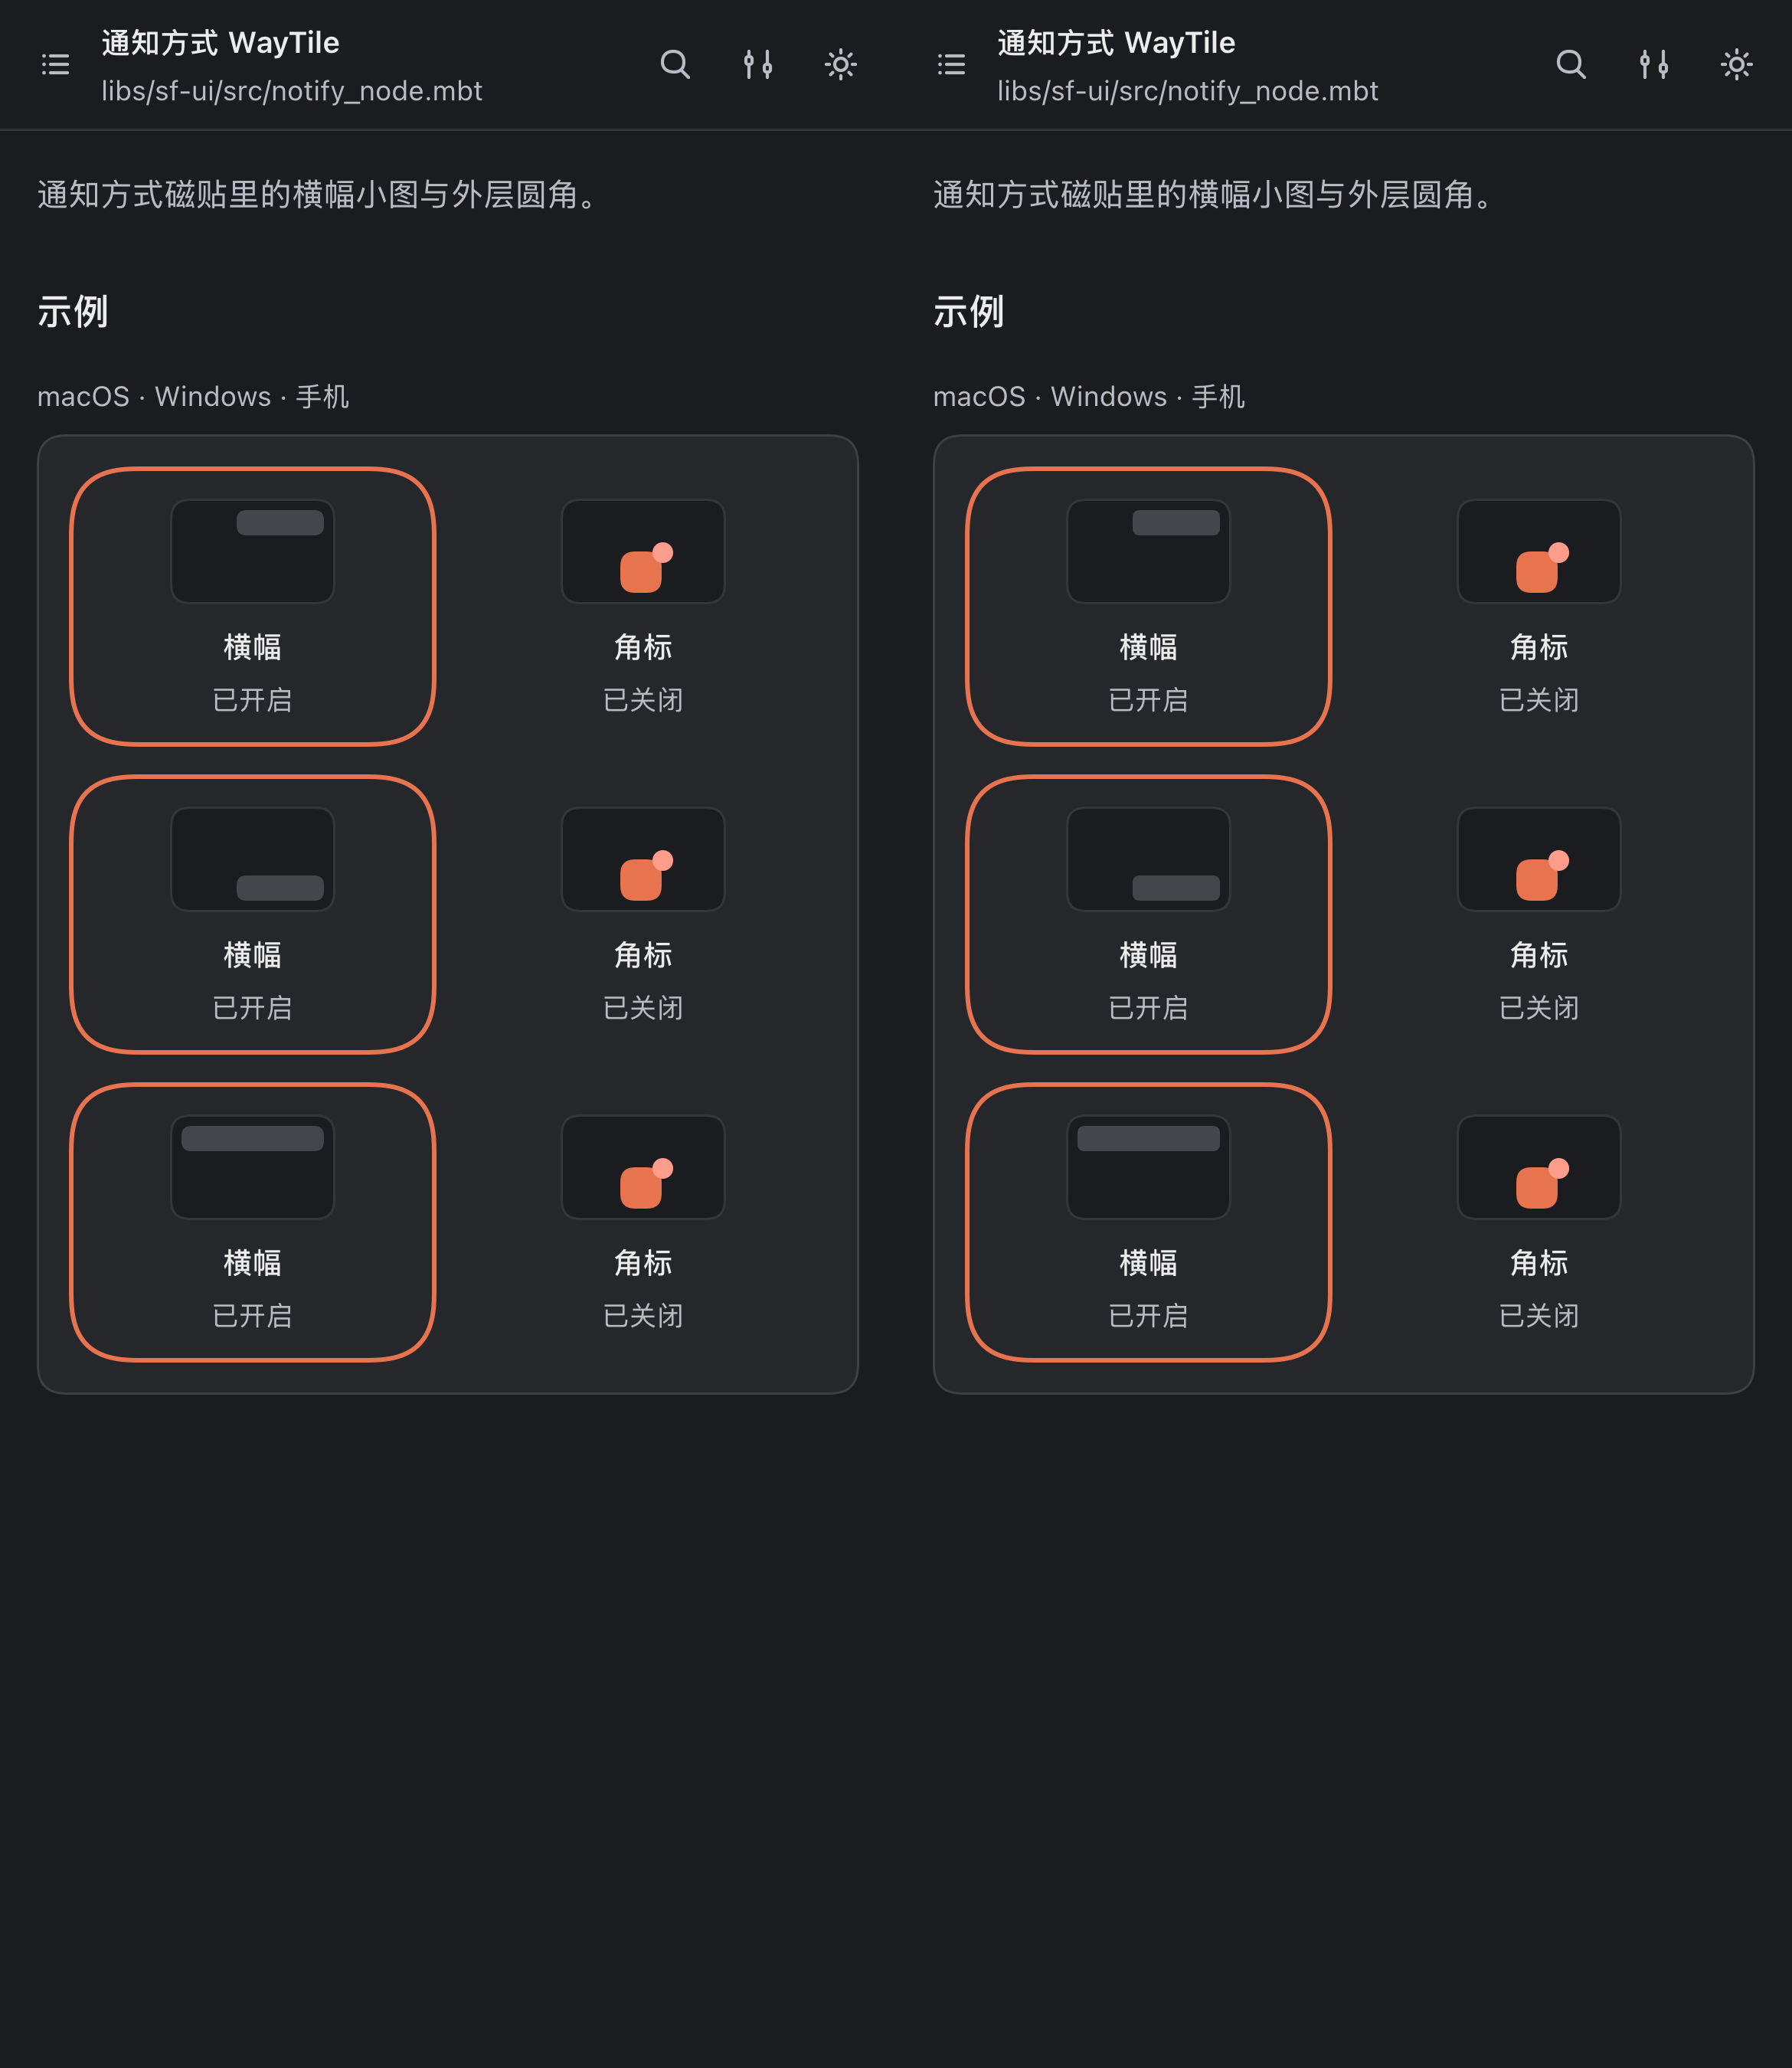 通知方式 WayTile
libs/sf-ui/src/notify_node.mbt
通知方式磁贴里的横幅小图与外层圆角。
示例
macOS · Windows · 手机
横幅
已开启
角标
已关闭
横幅
已开启
角标
已关闭
横幅
已开启
角标
已关闭
通知方式 WayTile
libs/sf-ui/src/notify_node.mbt
通知方式磁贴里的横幅小图与外层圆角。
示例
macOS · Windows · 手机
横幅
已开启
角标
已关闭
横幅
已开启
角标
已关闭
横幅
已开启
角标
已关闭